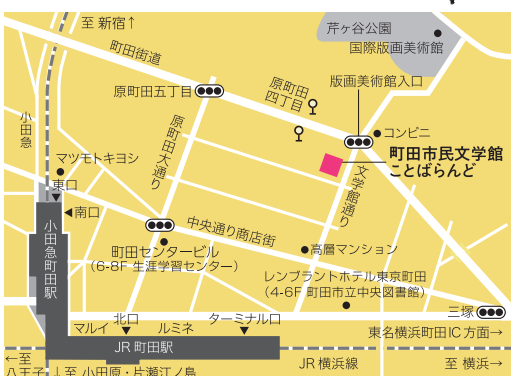 至 新宿↑
芹ヶ谷公園
国際版画美術館
町田街道
版画美術館入口
原町田
四丁目
原町田五丁目
小田急
コンビニ
原町田大通り
町田市民文学館
ことばらんど
マツモトキヨシ
文学館通り
東口
南口
中央通り商店街
小田急町田駅
町田センタービル
(6-8F 生涯学習センター)
高層マンション
レンブラントホテル東京町田
(4-6F 町田市立中央図書館)
三塚
マルイ
北口
ルミネ
ターミナル口
東名横浜町田IC方面→
JR 町田駅
←至
八王子
↓至 小田原・片瀬江ノ島
JR 横浜線
至 横浜→